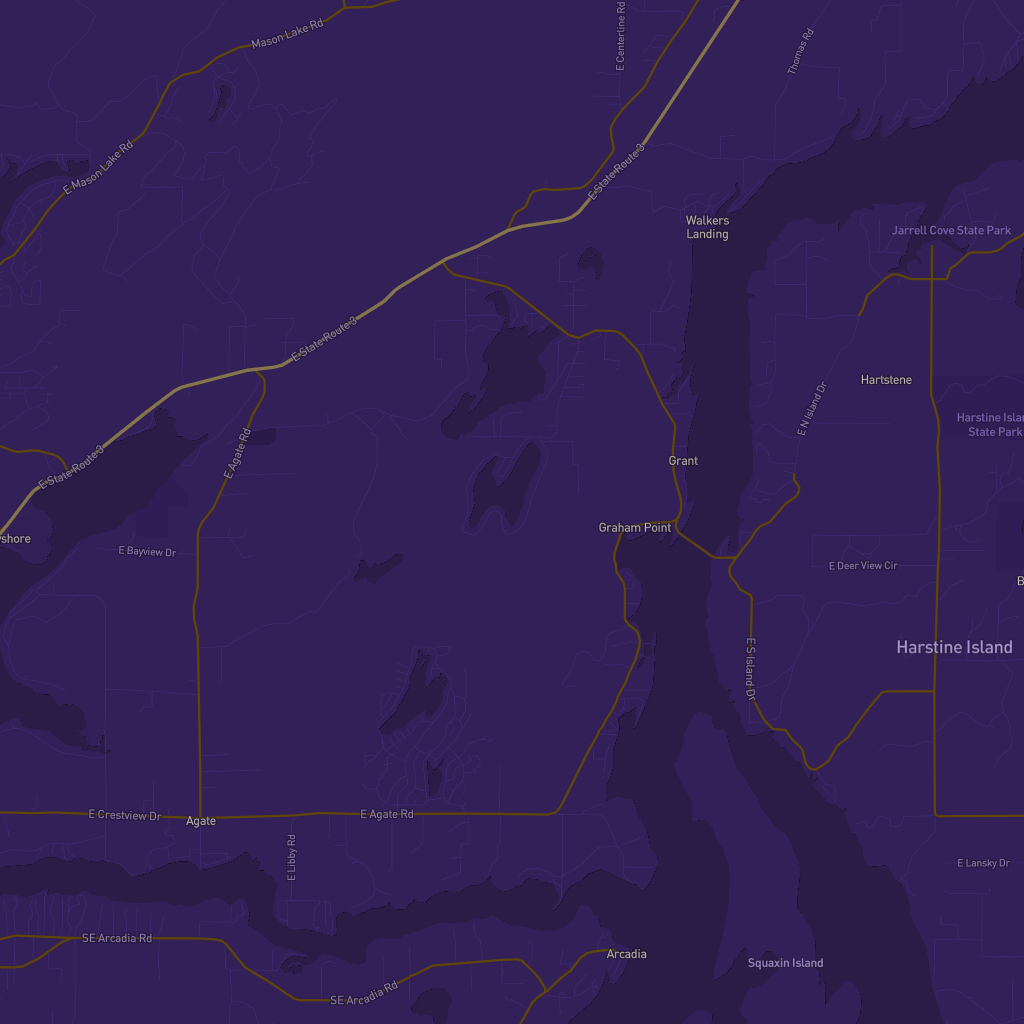 Mason Lake Rd
E Centerline Rd
Thomas Rd
E Mason Lake Rd
E State Route 3
Walkers
Landing
Jarrell Cove State Park
E State Route 3
Hartstene
E N Island Dr
Harstine Islan
State Park
E Agate Rd
E State Route 3
Grant
Graham Point
shore
E Bayview Dr
E Deer View Cir
B
Harstine Island
E S Island Dr
E Crestview Dr
Agate
E Agate Rd
E Libby Rd
E Lansky Dr
SE Arcadia Rd
Arcadia
Squaxin Island
SE Arcadia Rd